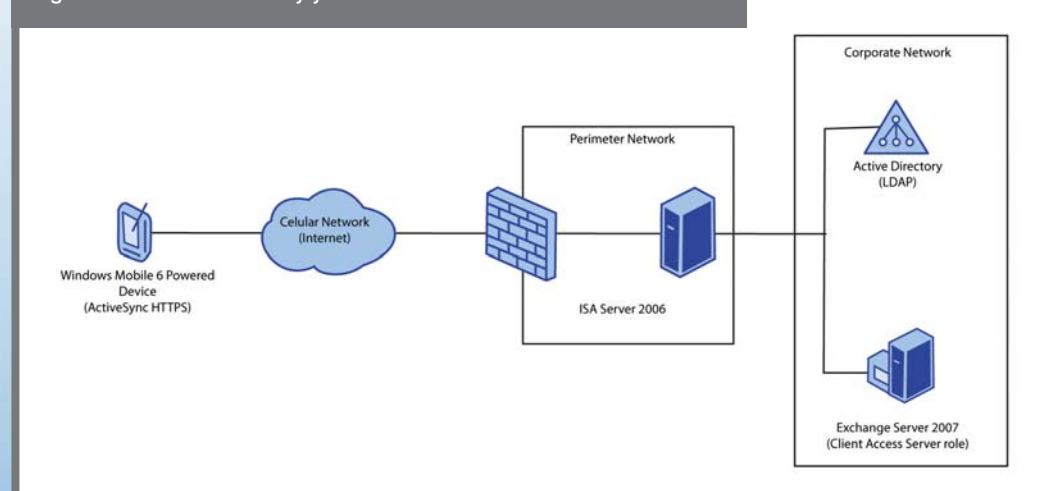 Corporate Network
Perimeter Network
Active Directory
(LDAP)
Celular Network
(Internet)
Windows Mobile 6 Powered
Device
(ActiveSync HTTPS)
ISA Server 2006
Exchange Server 2007
(Client Access Server role)